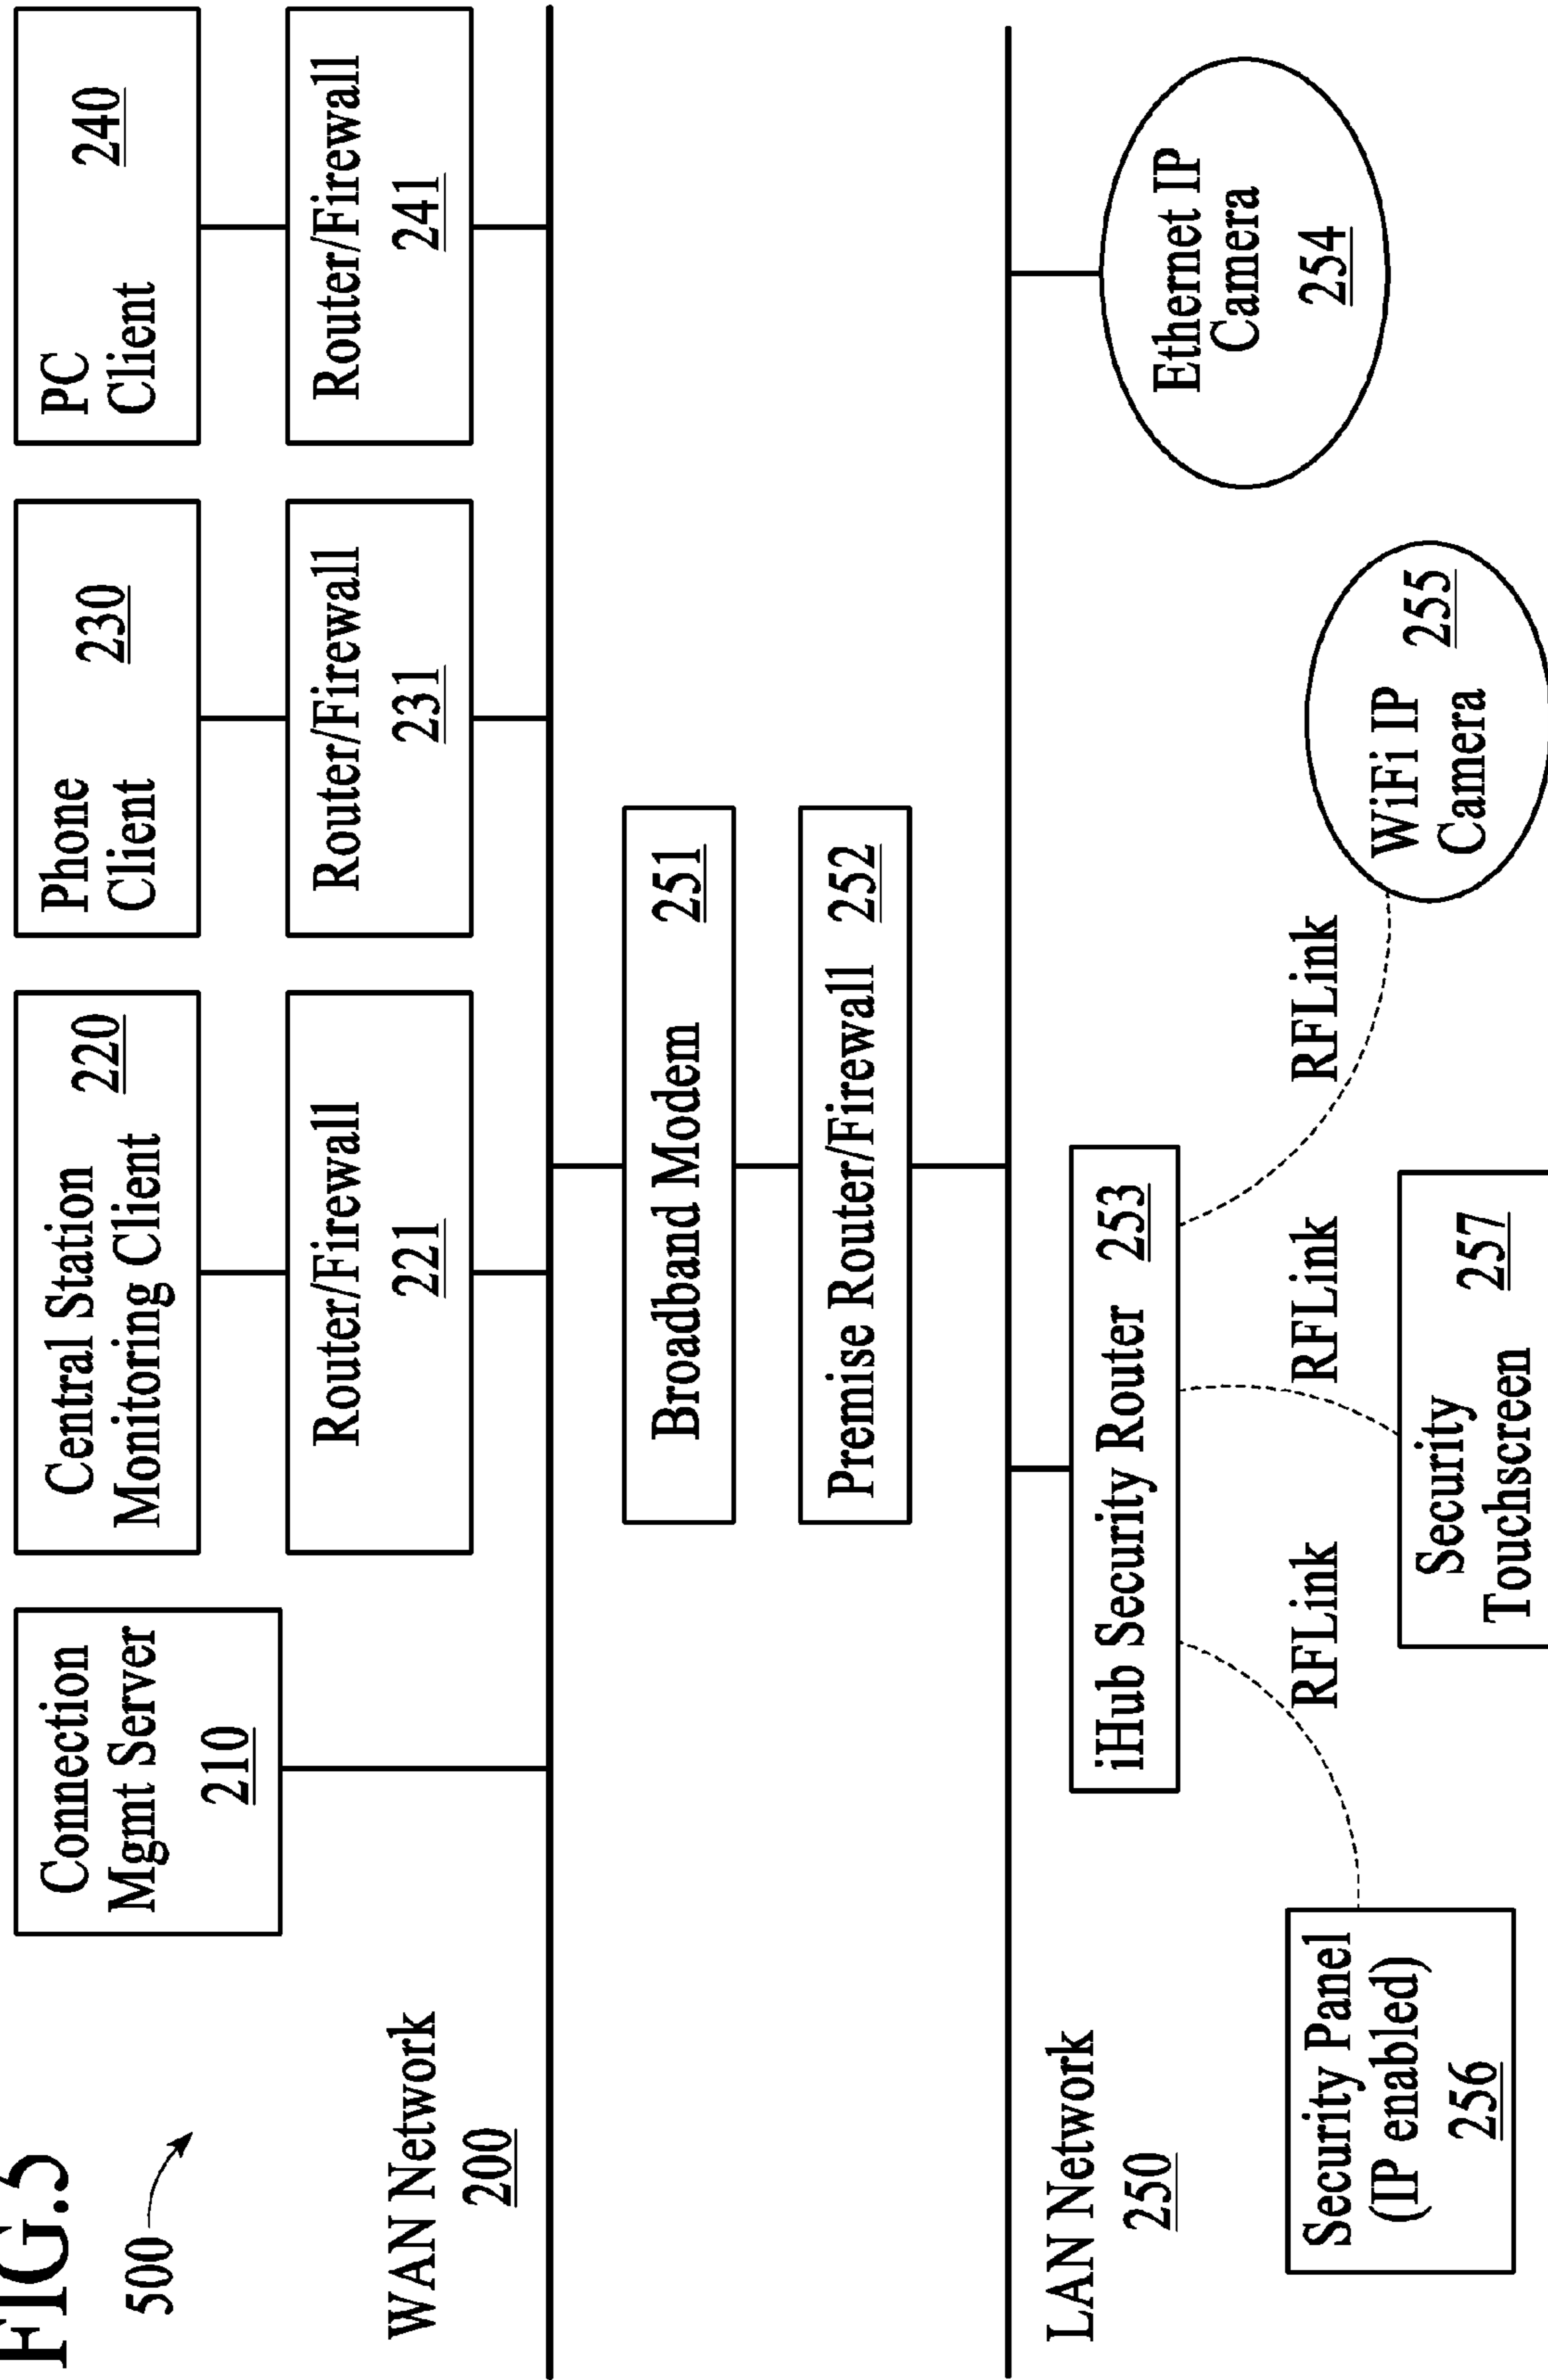 FIG.5
500
Connection
Mgmt Server
210
Central Station
Monitoring Client
220
Phone
Client
230
PC
Client
240
Router/Firewall
221
Router/Firewall
231
Router/Firewall
241
WAN Network
200
Broadband Modem 251
Premise Router/Firewall 252
LAN Network
250
iHub Security Router 253
RFLink
RFLink
RFLink
Ethernet IP
Camera
254
Security Panel
(IP enabled)
256
Security
Touchscreen
257
WiFi IP
Camera
255